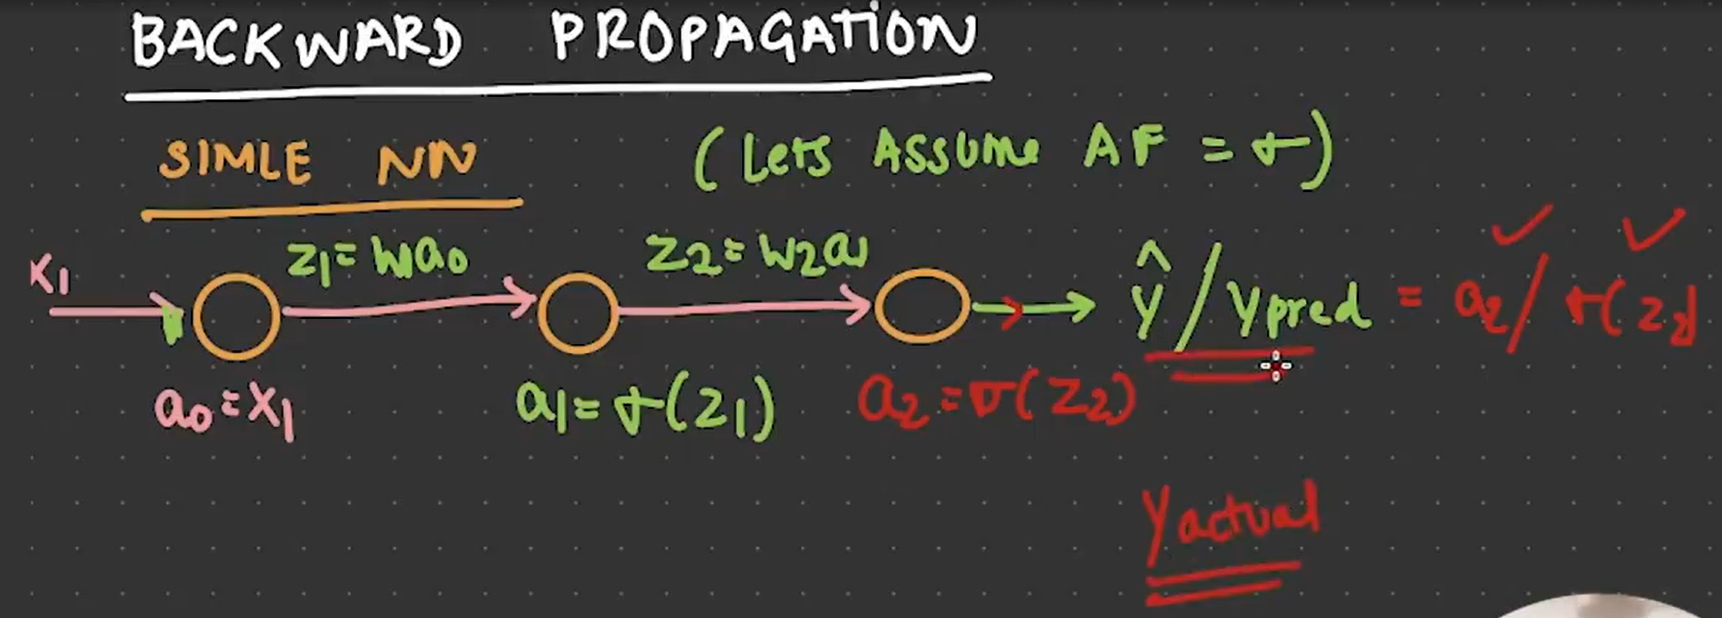 BACKWARD PROPAGATION
SIMLE NN (Lets Assume AF = σ)
x1 z1 = w1a0 z2 = w2a1 ŷ / ypred = a2 / σ(z2)
a0 = x1 a1 = σ(z1) a2 = σ(z2)
Yactual